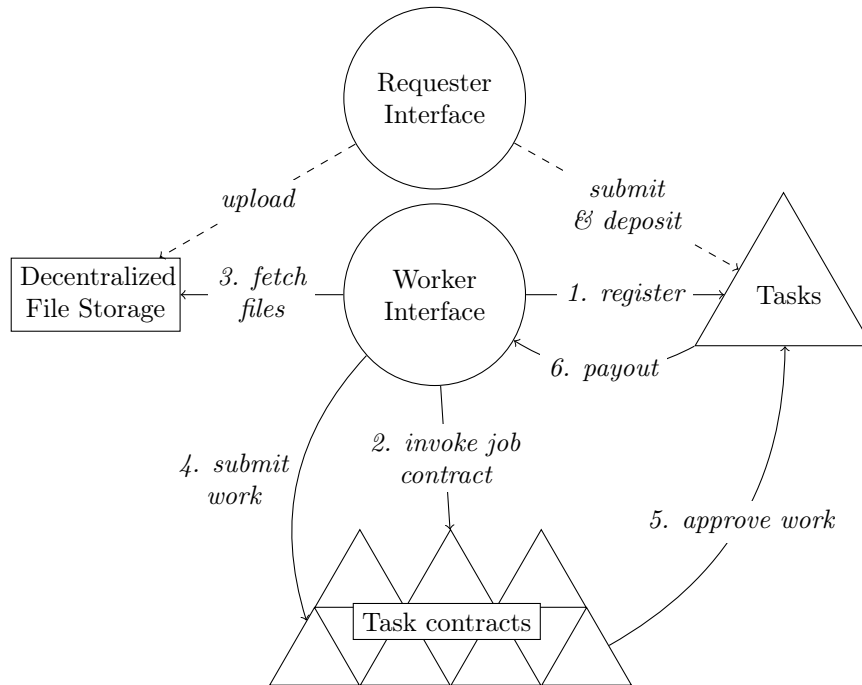 Requester
Interface
upload
submit
& deposit
Decentralized
File Storage
3. fetch
files
Worker
Interface
1. register
Tasks
6. payout
2. invoke job
contract
4. submit
work
5. approve work
Task contracts